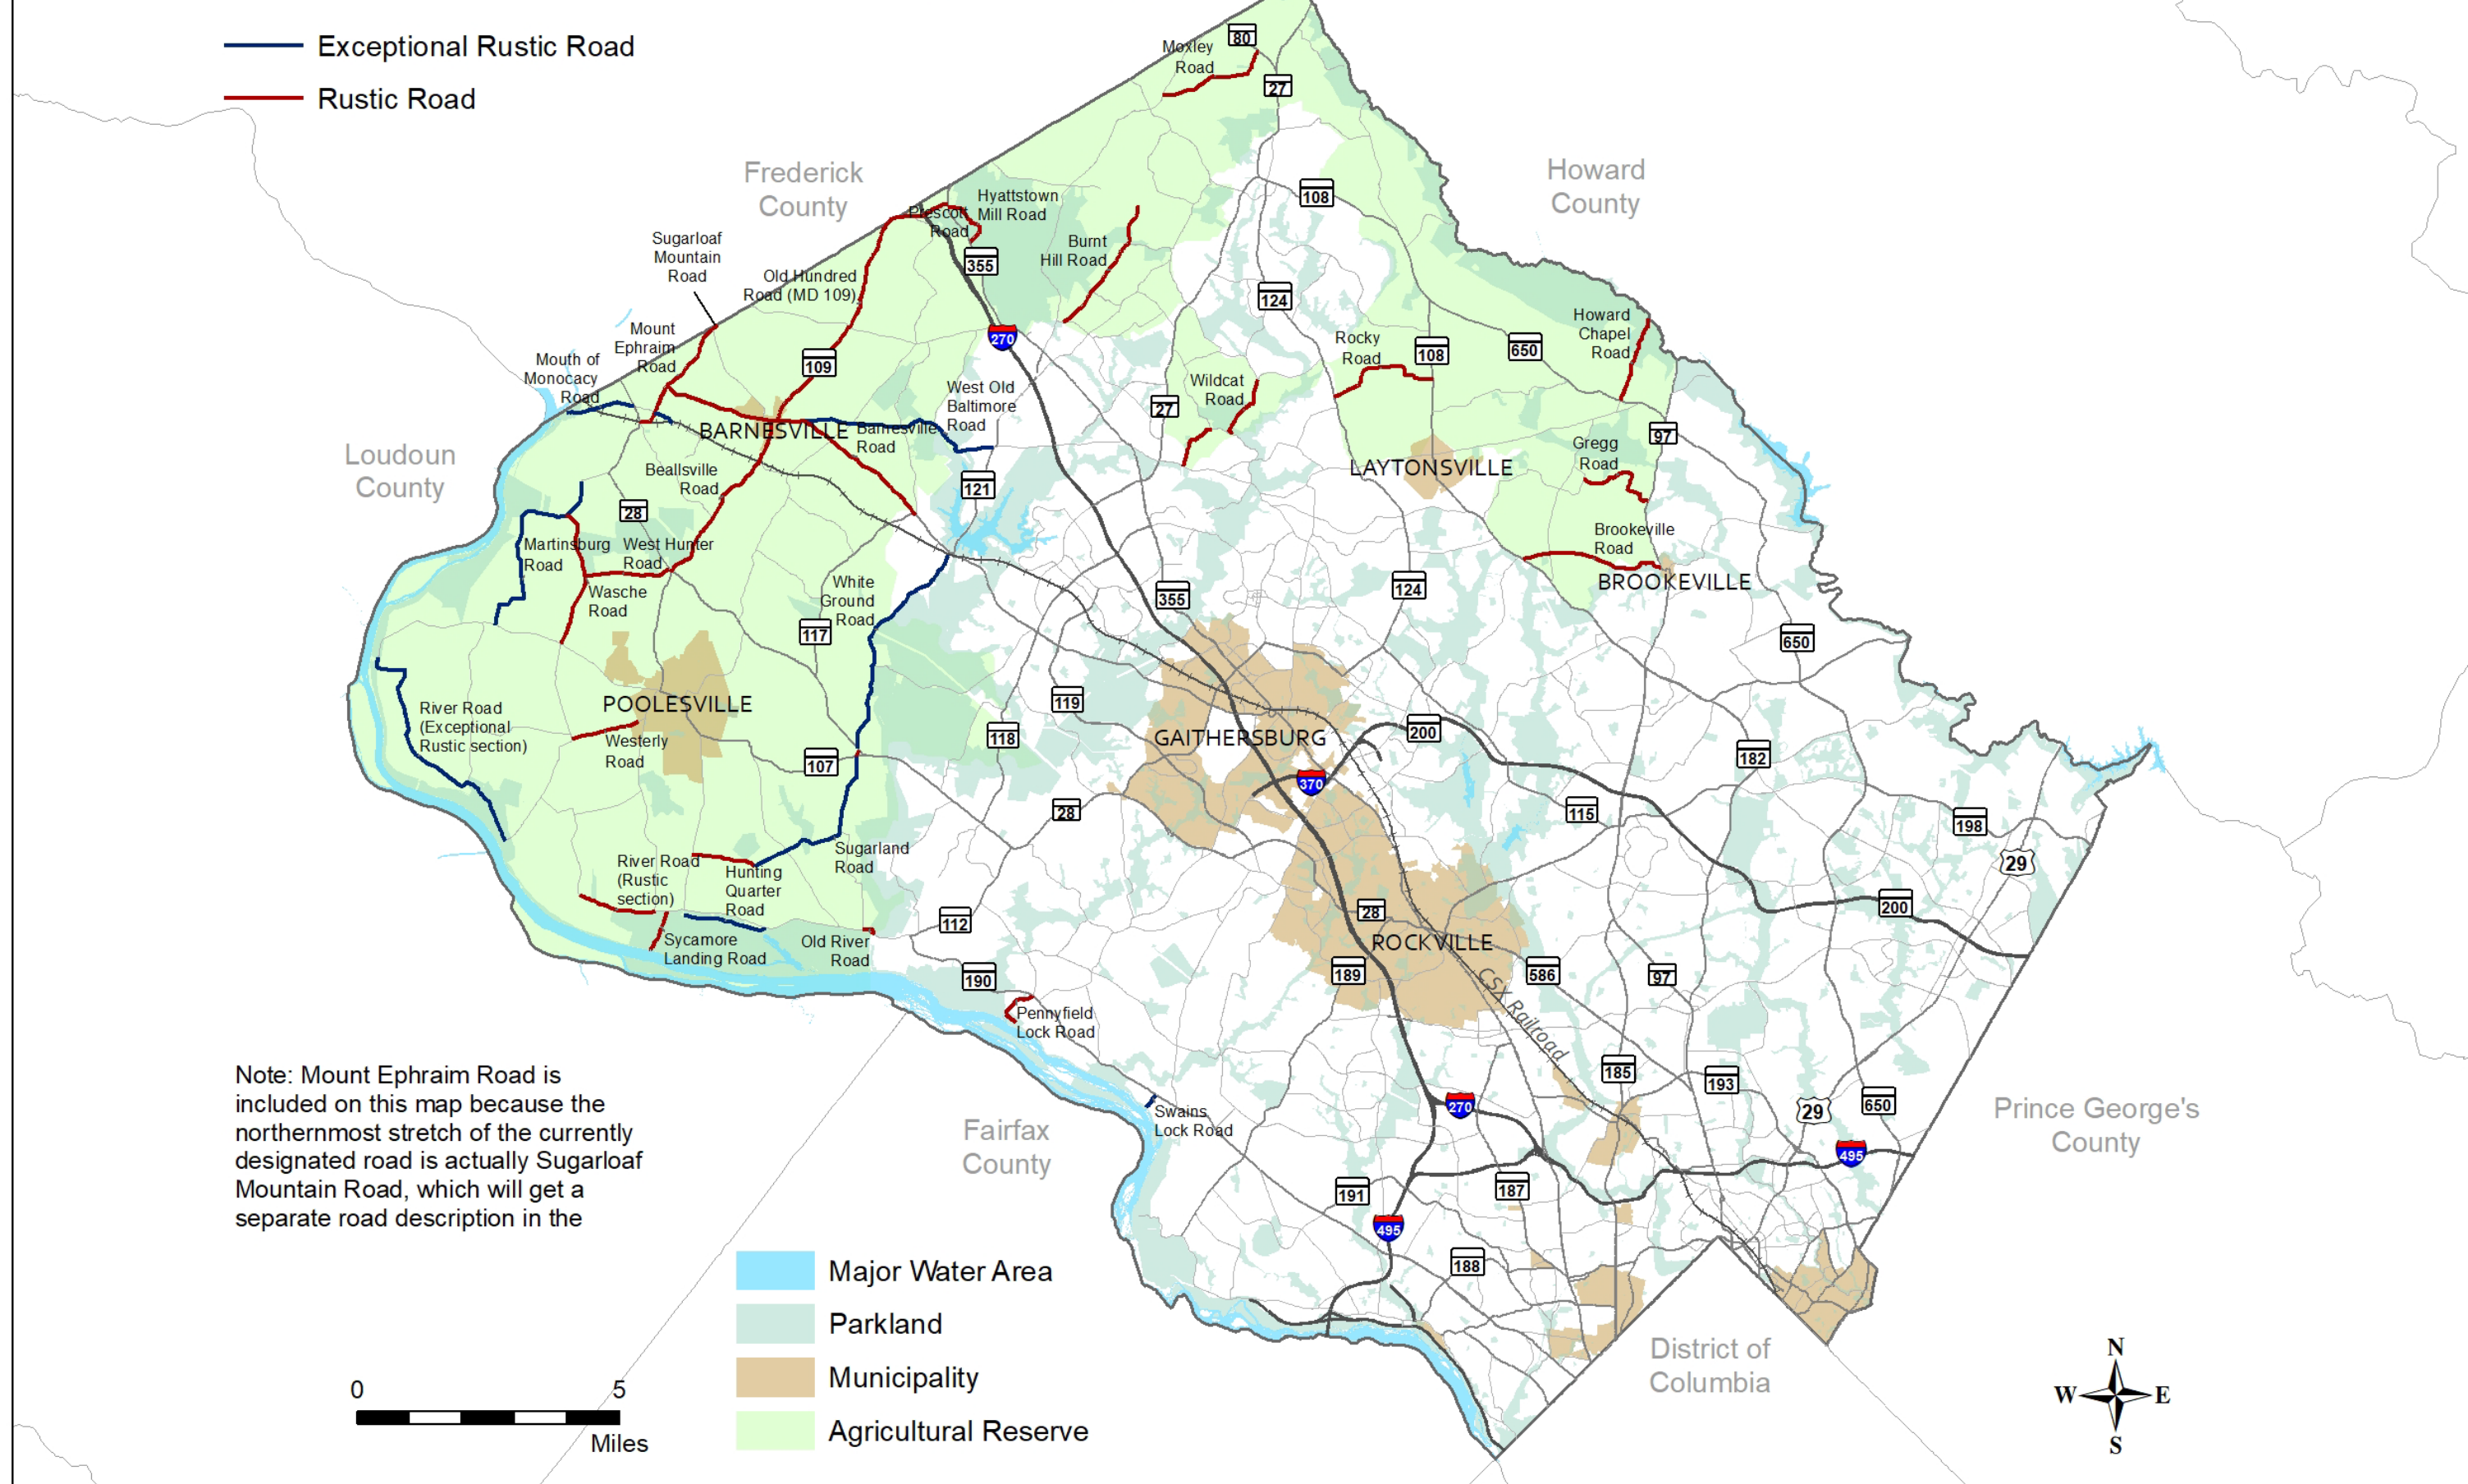 Exceptional Rustic Road
Rustic Road
Moxley
Road
80
27
Frederick
County
Howard
County
108
Hyattstown
Mill Road
Prescott
Road
355
Burnt
Hill Road
Sugarloaf
Mountain
Road
Old Hundred
Road (MD 109)
124
270
Mount
Ephraim
Road
109
Mouth of
Monocacy
Road
West Old
Baltimore
Road
Rocky
Road
108
650
Howard
Chapel
Road
Wildcat
Road
27
BARNESVILLE
Barnesville
Road
97
Loudoun
County
Beallsville
Road
121
LAYTONSVILLE
Gregg
Road
28
Martinsburg
Road
West Hunter
Road
Brookeville
Road
BROOKEVILLE
Wasche
Road
White
Ground
Road
355
124
117
650
POOLESVILLE
119
River Road
(Exceptional
Rustic section)
Westerly
Road
118
GAITHERSBURG
200
107
370
182
28
115
198
29
Sugarland
Road
River Road
(Rustic
section)
Hunting
Quarter
Road
112
28
200
Sycamore
Landing Road
Old River
Road
ROCKVILLE
190
189
586
97
CSX Railroad
Pennyfield
Lock Road
Note: Mount Ephraim Road is
included on this map because the
northernmost stretch of the currently
designated road is actually Sugarloaf
Mountain Road, which will get a
separate road description in the
185
193
270
29
650
Swains
Lock Road
Fairfax
County
Prince George's
County
495
191
187
495
188
Major Water Area
Parkland
Municipality
Agricultural Reserve
District of
Columbia
0 5
Miles
N
W E
S